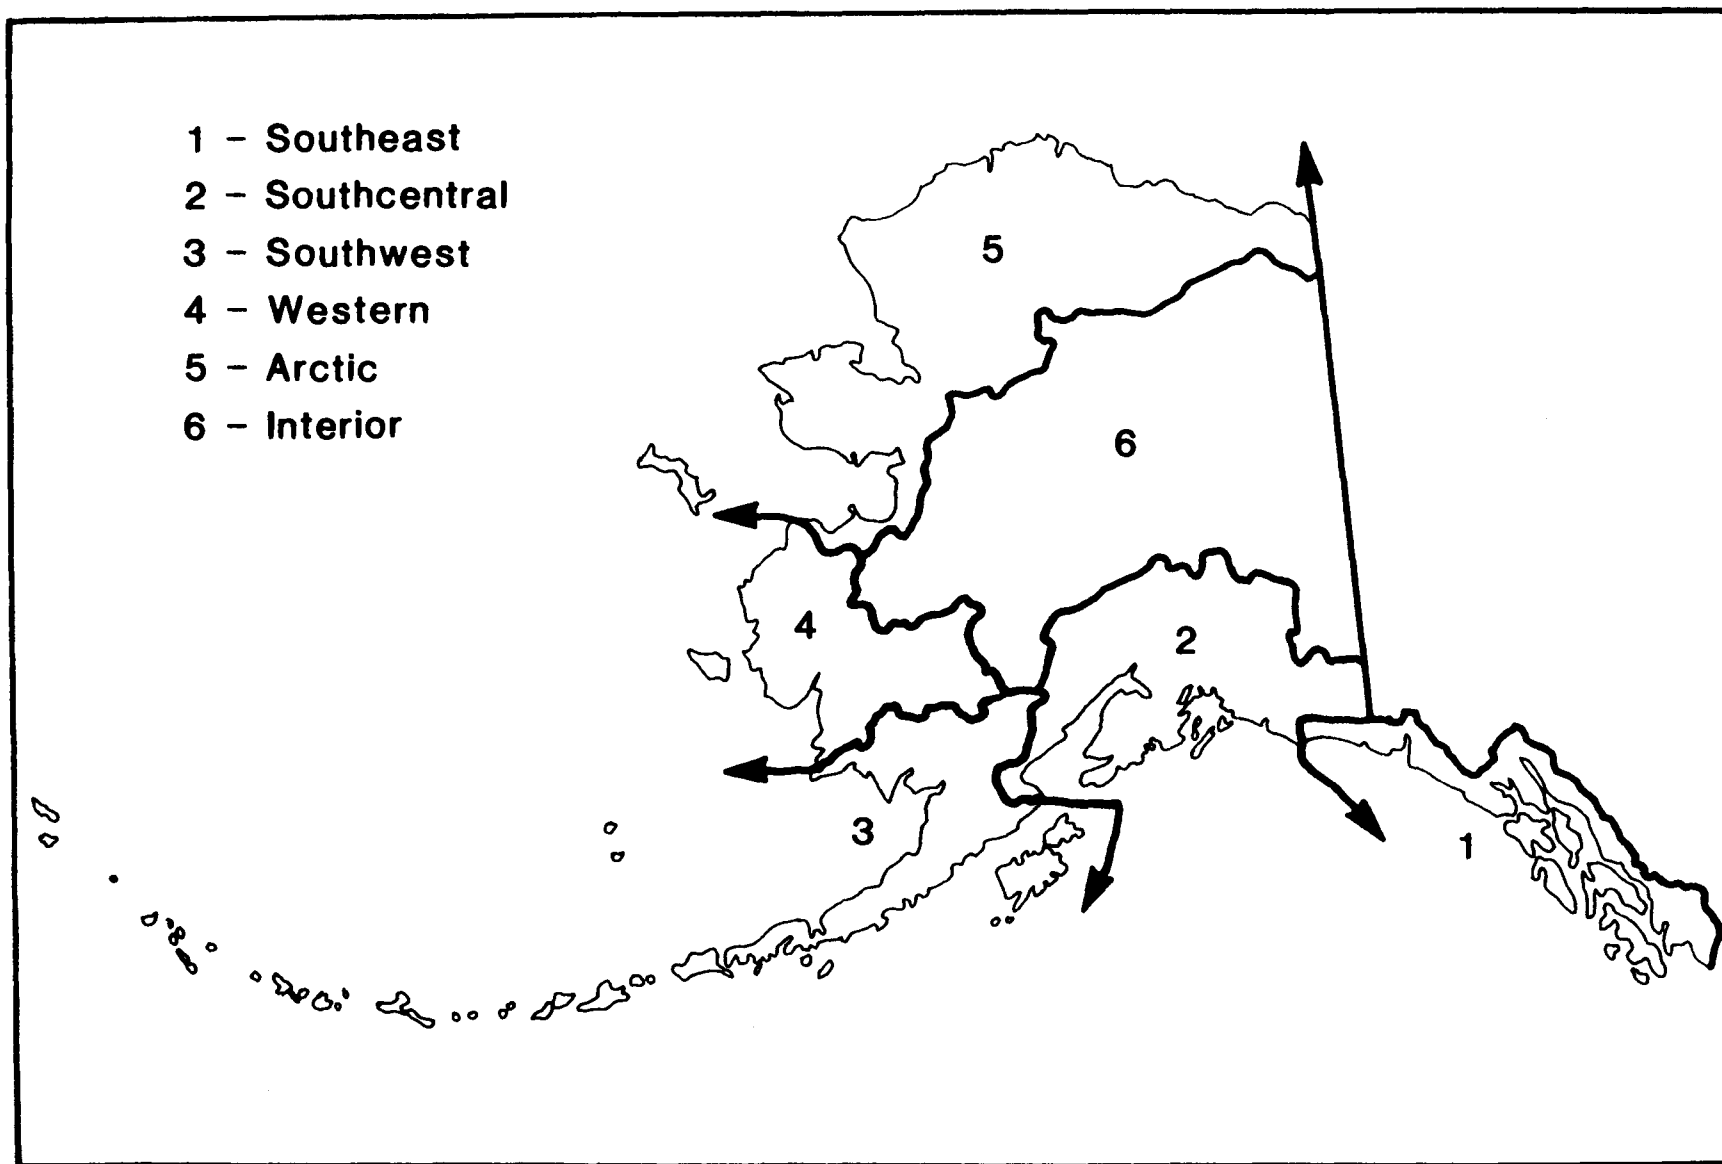 1 - Southeast
2 - Southcentral
3 - Southwest
4 - Western
5 - Arctic
6 - Interior
5
6
4
2
3
1